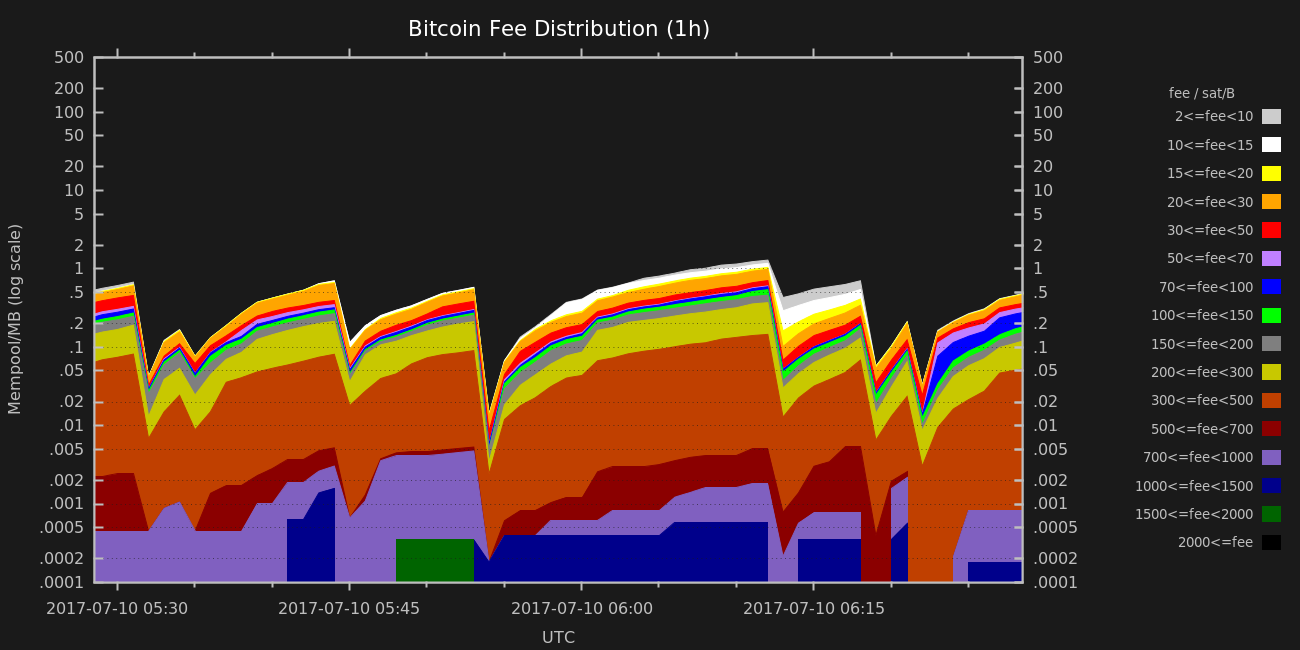 Bitcoin Fee Distribution (1h)
500 500
200 200
100 100
50 50
20 20
10 10
5 5
2 2
1 1
.5 .5
.2 .2
.1 .1
.05 .05
.02 .02
.01 .01
.005 .005
.002 .002
.001 .001
.0005 .0005
.0002 .0002
.0001 .0001
Mempool/MB (log scale)
2017-07-10 05:30 2017-07-10 05:45 2017-07-10 06:00 2017-07-10 06:15
UTC
fee / sat/B
2<=fee<10
10<=fee<15
15<=fee<20
20<=fee<30
30<=fee<50
50<=fee<70
70<=fee<100
100<=fee<150
150<=fee<200
200<=fee<300
300<=fee<500
500<=fee<700
700<=fee<1000
1000<=fee<1500
1500<=fee<2000
2000<=fee